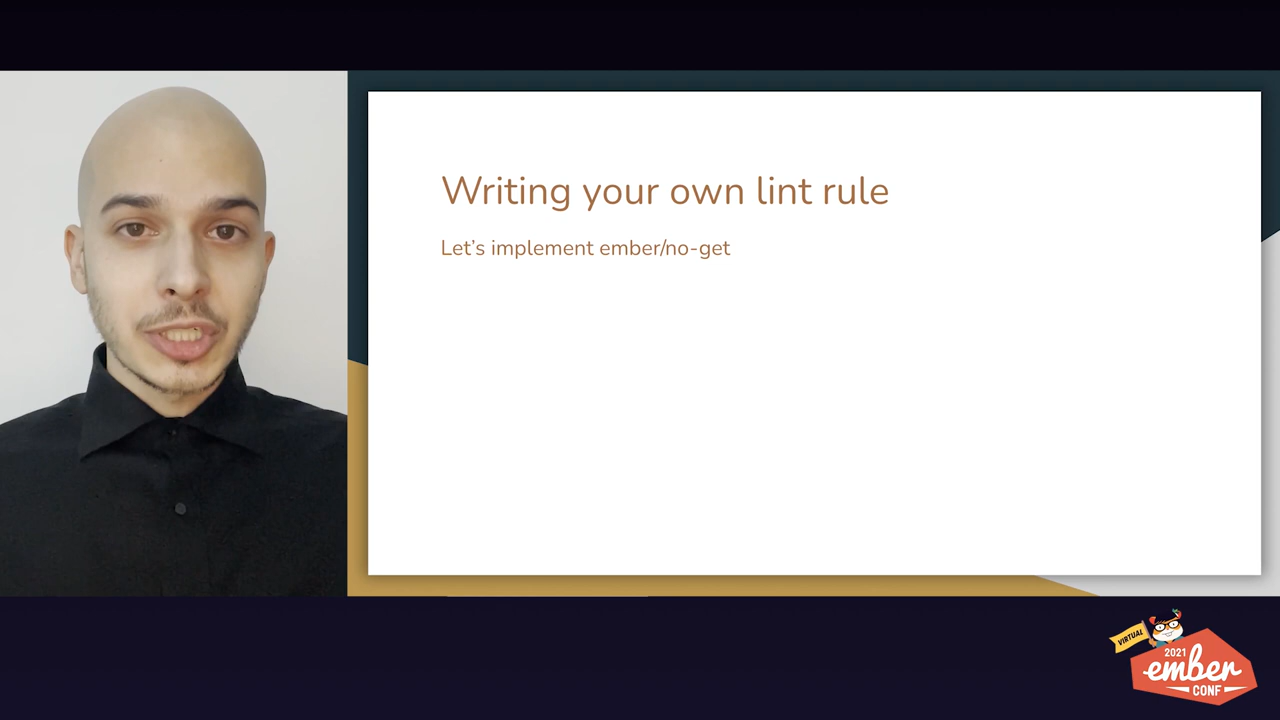 Writing your own lint rule
Let’s implement ember/no-get
VIRTUAL
2021
ember
CONF